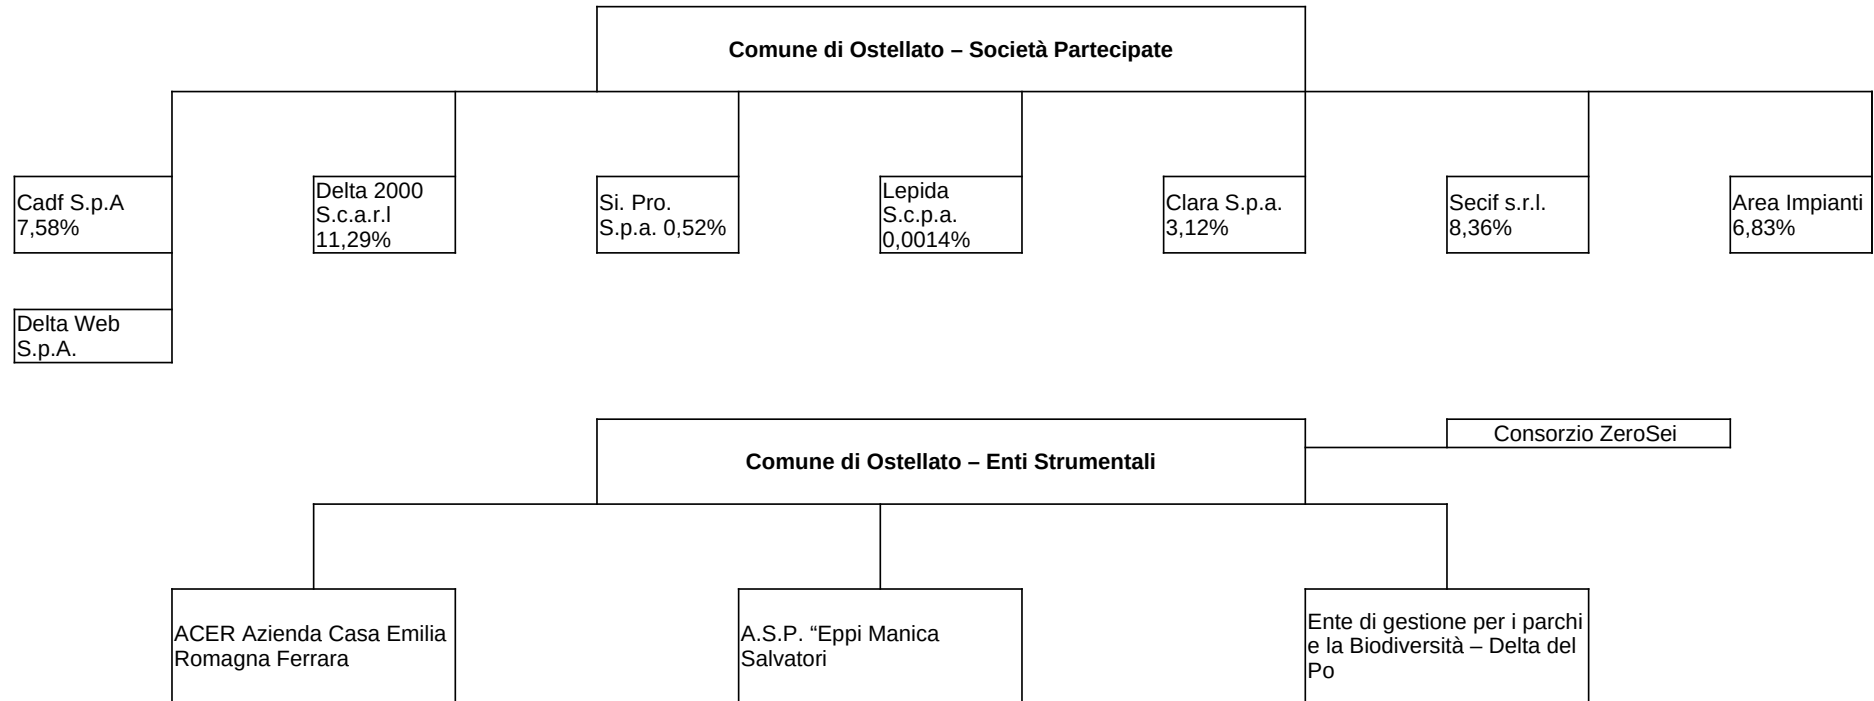 Comune di Ostellato – Società Partecipate
Cadf S.p.A
7,58%
Delta 2000
S.c.a.r.l
11,29%
Si. Pro.
S.p.a. 0,52%
Lepida
S.c.p.a.
0,0014%
Clara S.p.a.
3,12%
Secif s.r.l.
8,36%
Area Impianti
6,83%
Delta Web
S.p.A.
Consorzio ZeroSei
Comune di Ostellato – Enti Strumentali
ACER Azienda Casa Emilia
Romagna Ferrara
A.S.P. “Eppi Manica
Salvatori
Ente di gestione per i parchi
e la Biodiversità – Delta del
Po